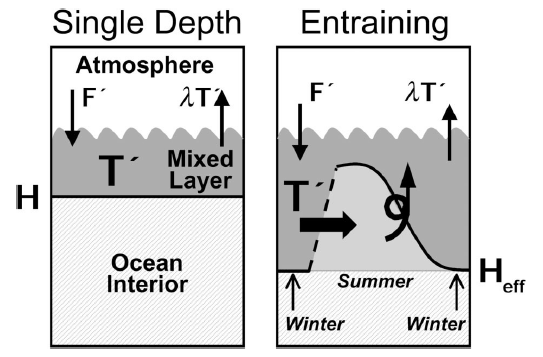 Single Depth
Entraining
Atmosphere
F´
λT´
F´
λT´
T´
Mixed
Layer
T´
H
Ocean
Interior
Summer
H eff
Winter
Winter